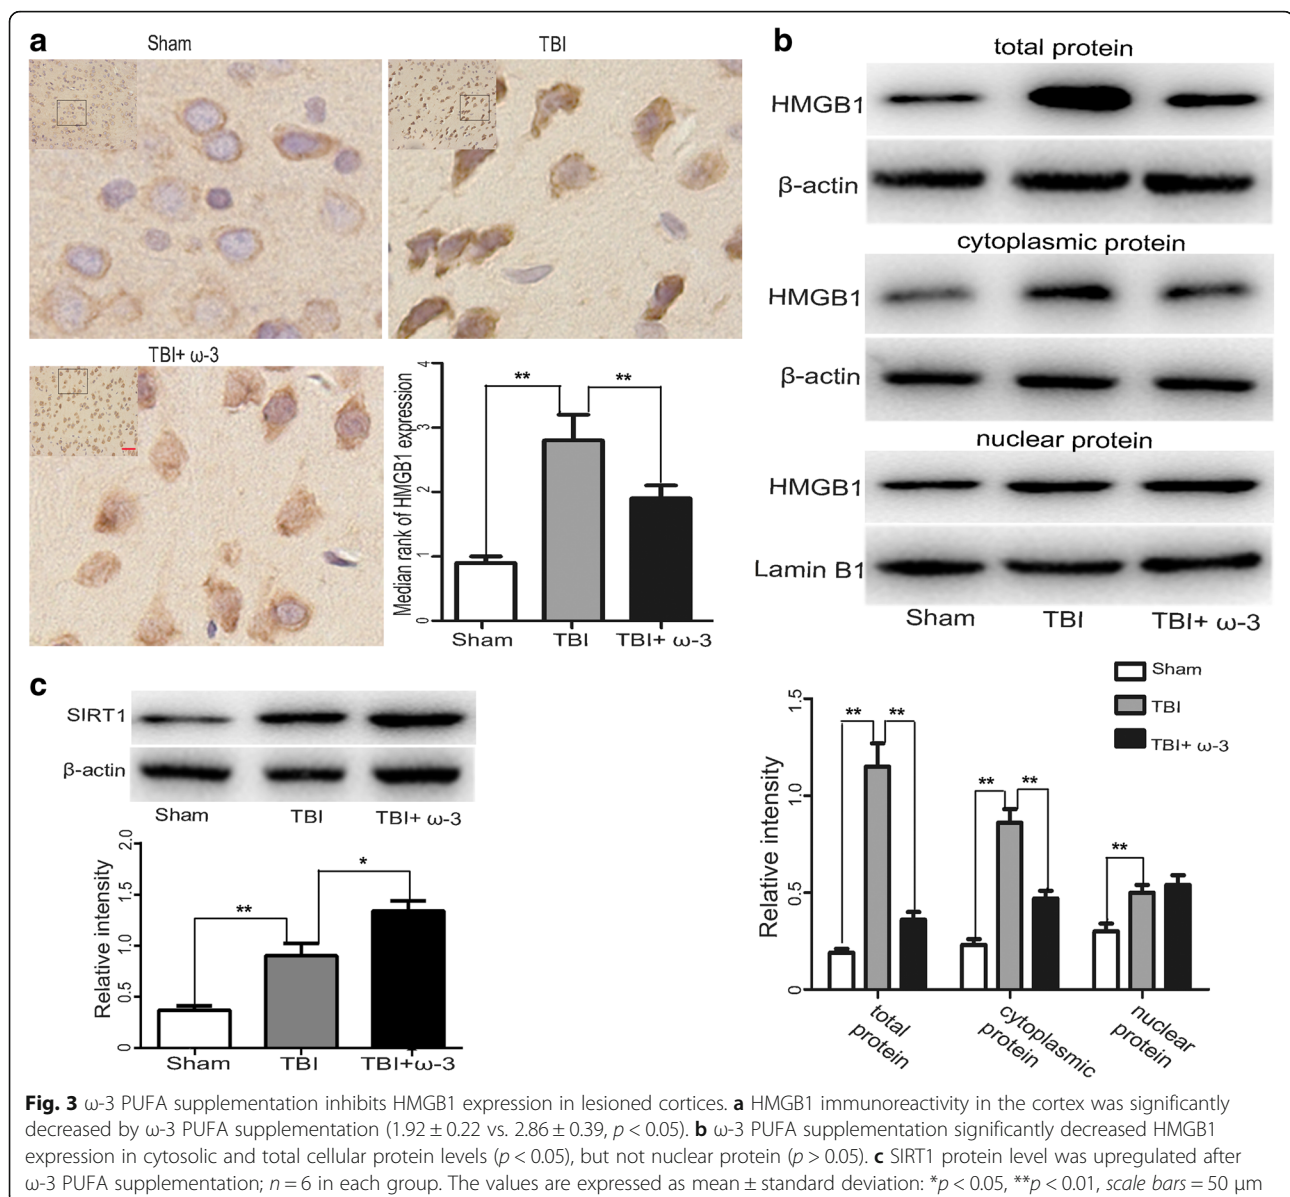 a
Sham
TBI
TBI+ ω-3
Median rank of HMGB1 expression
4
3
2
1
0
**
**
Sham
TBI
TBI+ ω-3
b
total protein
HMGB1
β-actin
cytoplasmic protein
HMGB1
β-actin
nuclear protein
HMGB1
Lamin B1
Sham
TBI
TBI+ ω-3
Sham
TBI
TBI+ ω-3
Relative intensity
1.5
1.0
0.5
0
**
**
**
**
**
total protein
cytoplasmic protein
nuclear protein
c
SIRT1
β-actin
Sham
TBI
TBI+ ω-3
Relative intensity
2.0
1.5
1.0
0.5
0
**
*
Sham
TBI
TBI+ω-3
Fig. 3 ω-3 PUFA supplementation inhibits HMGB1 expression in lesioned cortices. a HMGB1 immunoreactivity in the cortex was significantly
decreased by ω-3 PUFA supplementation (1.92 ± 0.22 vs. 2.86 ± 0.39, p < 0.05). b ω-3 PUFA supplementation significantly decreased HMGB1
expression in cytosolic and total cellular protein levels (p < 0.05), but not nuclear protein (p > 0.05). c SIRT1 protein level was upregulated after
ω-3 PUFA supplementation; n = 6 in each group. The values are expressed as mean ± standard deviation: *p < 0.05, **p < 0.01, scale bars = 50 μm